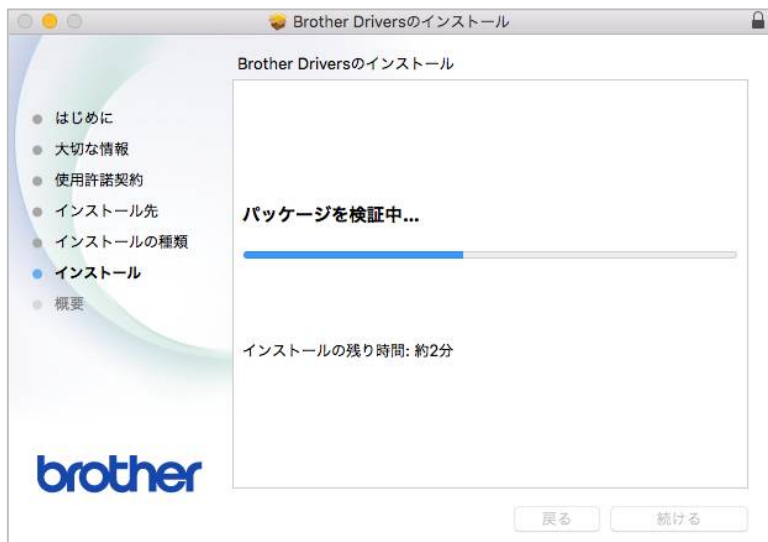 Brother Driversのインストール
Brother Driversのインストール
はじめに
大切な情報
使用許諾契約
インストール先
インストールの種類
インストール
概要
パッケージを検証中...
インストールの残り時間: 約2分
brother
戻る
続ける